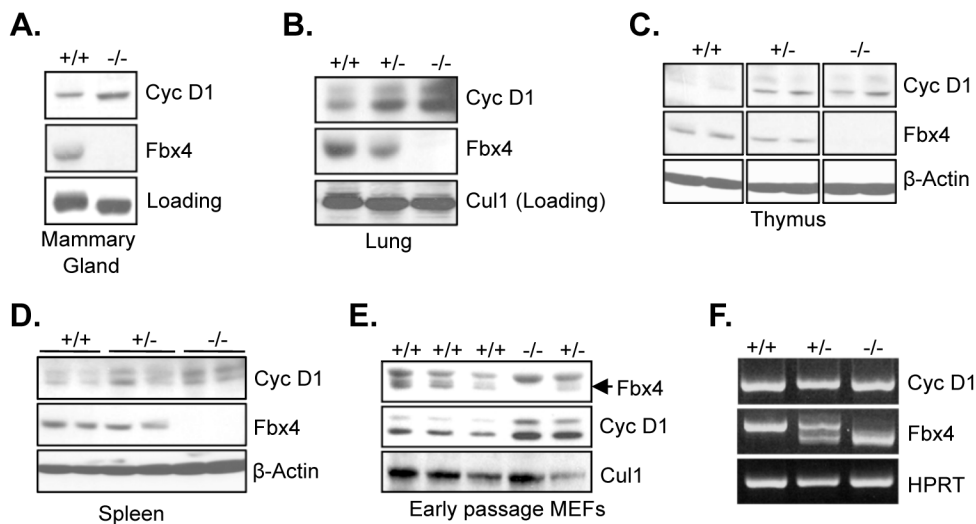 A.
+/+ -/-
Cyc D1
Fbx4
Loading
Mammary
Gland
B.
+/+ +/- -/-
Cyc D1
Fbx4
Cul1 (Loading)
Lung
C.
+/+ +/- -/-
Cyc D1
Fbx4
β-Actin
Thymus
D.
+/+ +/- -/-
Cyc D1
Fbx4
β-Actin
Spleen
E.
+/+ +/+ +/+ -/- +/-
Fbx4
Cyc D1
Cul1
Early passage MEFs
F.
+/+ +/- -/-
Cyc D1
Fbx4
HPRT